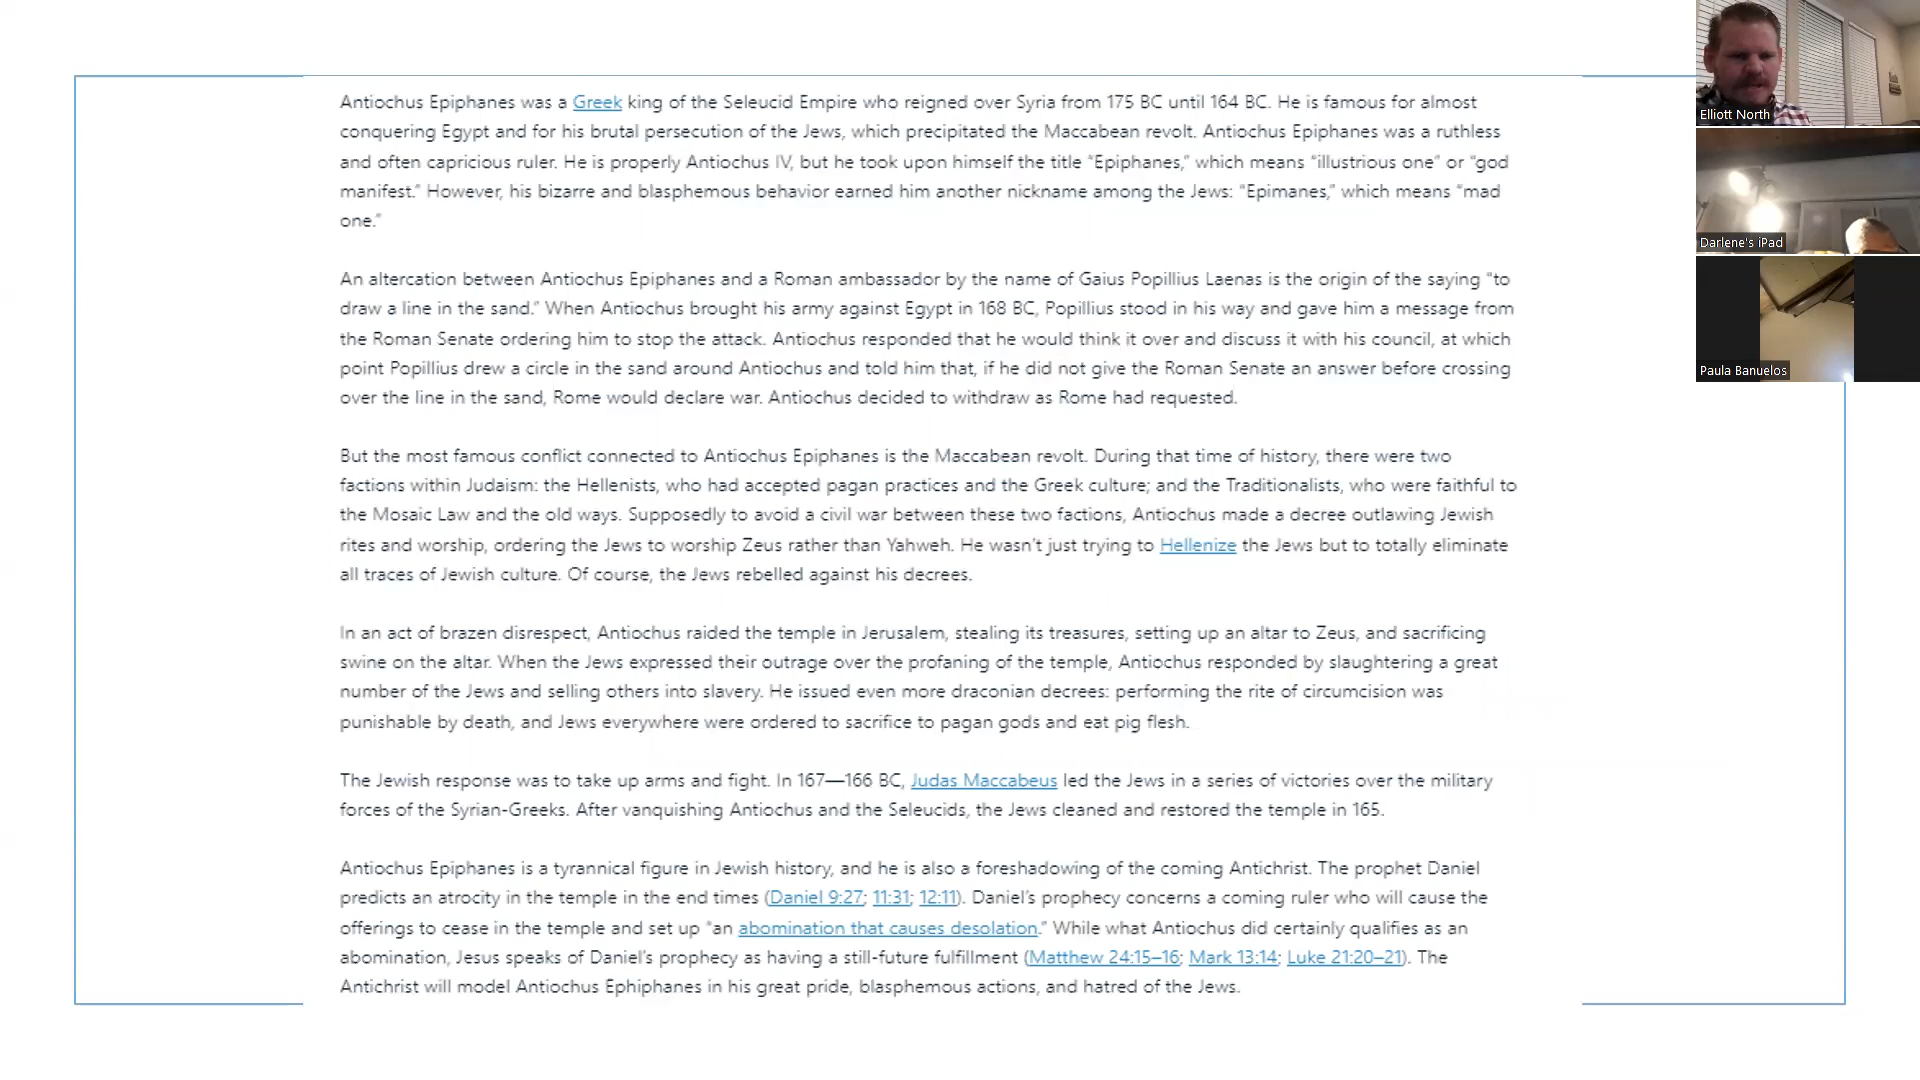 Antiochus Epiphanes was a Greek king of the Seleucid Empire who reigned over Syria from 175 BC until 164 BC. He is famous for almost
conquering Egypt and for his brutal persecution of the Jews, which precipitated the Maccabean revolt. Antiochus Epiphanes was a ruthless
and often capricious ruler. He is properly Antiochus IV, but he took upon himself the title “Epiphanes,” which means “illustrious one” or “god
manifest.” However, his bizarre and blasphemous behavior earned him another nickname among the Jews: “Epimanes,” which means “mad
one.”
An altercation between Antiochus Epiphanes and a Roman ambassador by the name of Gaius Popillius Laenas is the origin of the saying “to
draw a line in the sand.” When Antiochus brought his army against Egypt in 168 BC, Popillius stood in his way and gave him a message from
the Roman Senate ordering him to stop the attack. Antiochus responded that he would think it over and discuss it with his council, at which
point Popillius drew a circle in the sand around Antiochus and told him that, if he did not give the Roman Senate an answer before crossing
over the line in the sand, Rome would declare war. Antiochus decided to withdraw as Rome had requested.
But the most famous conflict connected to Antiochus Epiphanes is the Maccabean revolt. During that time of history, there were two
factions within Judaism: the Hellenists, who had accepted pagan practices and the Greek culture; and the Traditionalists, who were faithful to
the Mosaic Law and the old ways. Supposedly to avoid a civil war between these two factions, Antiochus made a decree outlawing Jewish
rites and worship, ordering the Jews to worship Zeus rather than Yahweh. He wasn’t just trying to Hellenize the Jews but to totally eliminate
all traces of Jewish culture. Of course, the Jews rebelled against his decrees.
In an act of brazen disrespect, Antiochus raided the temple in Jerusalem, stealing its treasures, setting up an altar to Zeus, and sacrificing
swine on the altar. When the Jews expressed their outrage over the profaning of the temple, Antiochus responded by slaughtering a great
number of the Jews and selling others into slavery. He issued even more draconian decrees: performing the rite of circumcision was
punishable by death, and Jews everywhere were ordered to sacrifice to pagan gods and eat pig flesh.
The Jewish response was to take up arms and fight. In 167—166 BC, Judas Maccabeus led the Jews in a series of victories over the military
forces of the Syrian-Greeks. After vanquishing Antiochus and the Seleucids, the Jews cleaned and restored the temple in 165.
Antiochus Epiphanes is a tyrannical figure in Jewish history, and he is also a foreshadowing of the coming Antichrist. The prophet Daniel
predicts an atrocity in the temple in the end times (Daniel 9:27; 11:31; 12:11). Daniel’s prophecy concerns a coming ruler who will cause the
offerings to cease in the temple and set up “an abomination that causes desolation.” While what Antiochus did certainly qualifies as an
abomination, Jesus speaks of Daniel’s prophecy as having a still-future fulfillment (Matthew 24:15–16; Mark 13:14; Luke 21:20–21). The
Antichrist will model Antiochus Ephiphanes in his great pride, blasphemous actions, and hatred of the Jews.
Elliott North
Darlene's iPad
Paula Banuelos